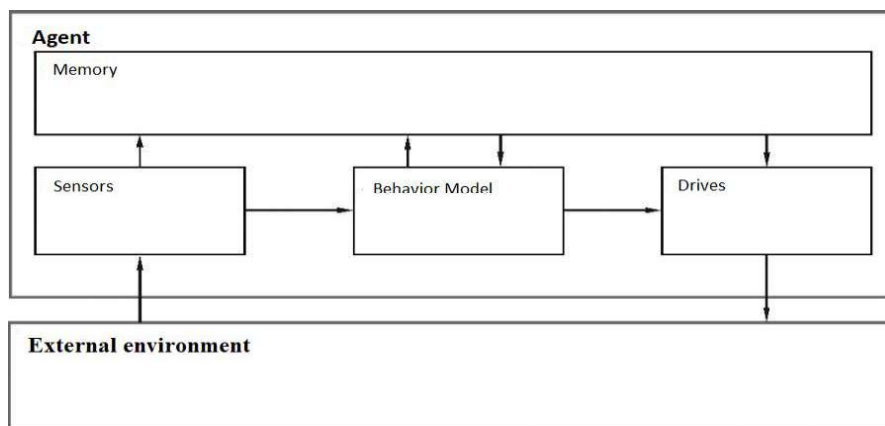 Agent
Memory
Sensors
Behavior Model
Drives
External environment